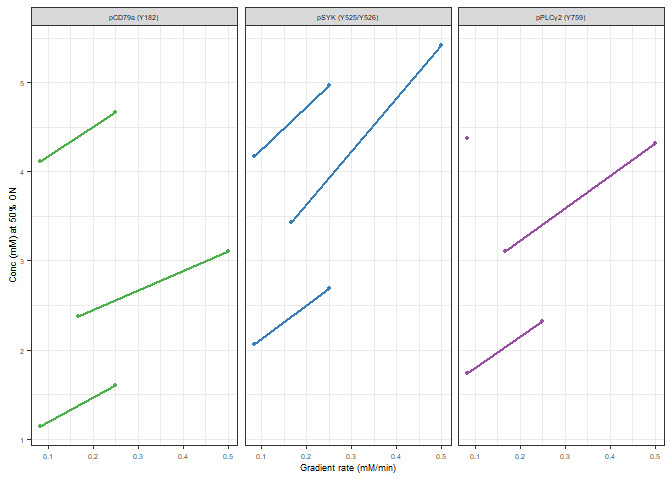 pCD79a (Y182)
pSYK (Y525/Y526)
pPLCy2 (Y759)
Conc (mM) at 50% ON
5
4
3
2
1
0.1 0.2 0.3 0.4 0.5
0.1 0.2 0.3 0.4 0.5
0.1 0.2 0.3 0.4 0.5
Gradient rate (mM/min)